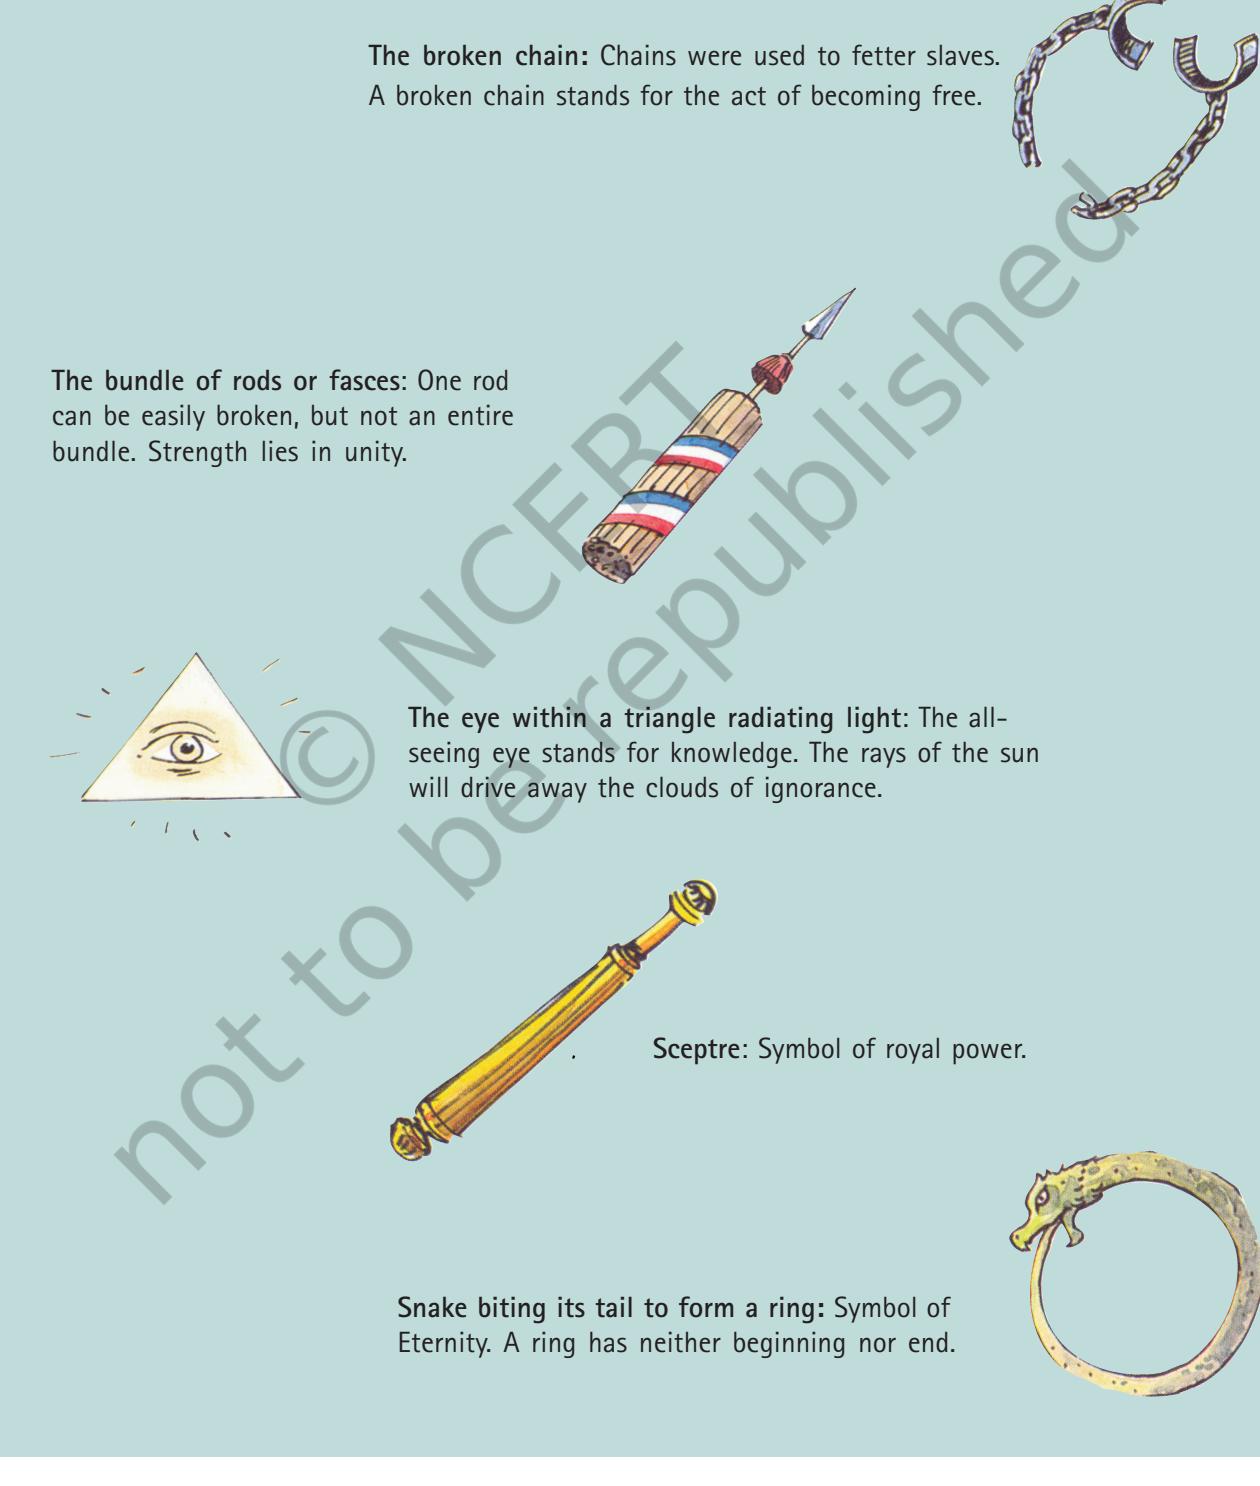 The broken chain: Chains were used to fetter slaves.
A broken chain stands for the act of becoming free.
The bundle of rods or fasces: One rod
can be easily broken, but not an entire
bundle. Strength lies in unity.
The eye within a triangle radiating light: The all-
seeing eye stands for knowledge. The rays of the sun
will drive away the clouds of ignorance.
Sceptre: Symbol of royal power.
Snake biting its tail to form a ring: Symbol of
Eternity. A ring has neither beginning nor end.
© NCERT
not to be republished